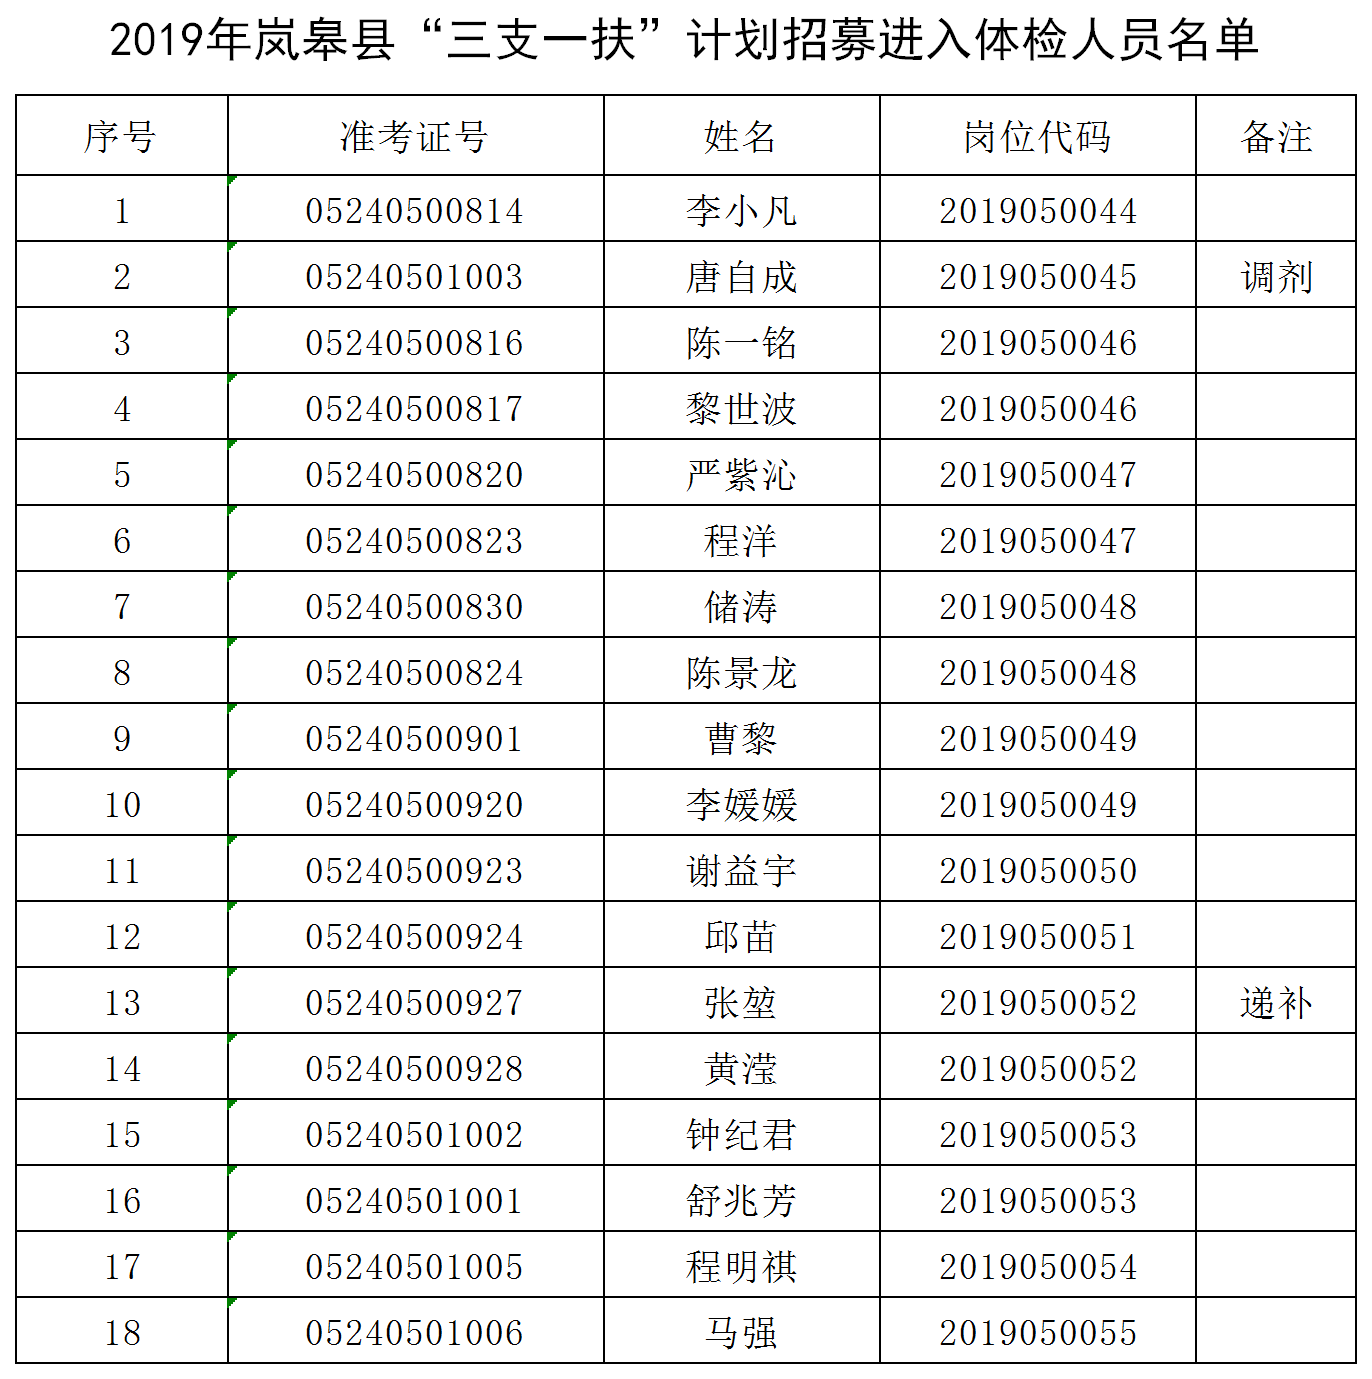 2019年岚皋县“三支一扶”计划招募进入体检人员名单
序号 准考证号 姓名 岗位代码 备注
1 05240500814 李小凡 2019050044
2 05240501003 唐自成 2019050045 调剂
3 05240500816 陈一铭 2019050046
4 05240500817 黎世波 2019050046
5 05240500820 严紫沁 2019050047
6 05240500823 程洋 2019050047
7 05240500830 储涛 2019050048
8 05240500824 陈景龙 2019050048
9 05240500901 曹黎 2019050049
10 05240500920 李媛媛 2019050049
11 05240500923 谢益宇 2019050050
12 05240500924 邱苗 2019050051
13 05240500927 张堃 2019050052 递补
14 05240500928 黄滢 2019050052
15 05240501002 钟纪君 2019050053
16 05240501001 舒兆芳 2019050053
17 05240501005 程明祺 2019050054
18 05240501006 马强 2019050055